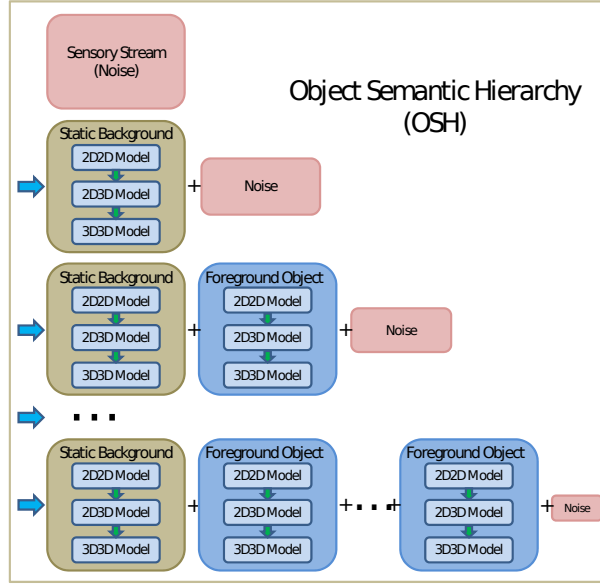 Sensory Stream
(Noise)
Object Semantic Hierarchy
(OSH)
Static Background
2D2D Model
2D3D Model
3D3D Model
+
Noise
Static Background
2D2D Model
2D3D Model
3D3D Model
+
Foreground Object
2D2D Model
2D3D Model
3D3D Model
+
Noise
...
Static Background
2D2D Model
2D3D Model
3D3D Model
+
Foreground Object
2D2D Model
2D3D Model
3D3D Model
+...+
Foreground Object
2D2D Model
2D3D Model
3D3D Model
+
Noise